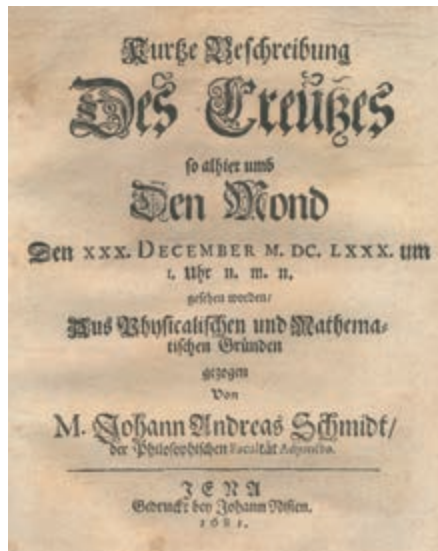 Kurtze Beschreibung
Des Creützes
so alhier umb
Den Mond
Den XXX. DECEMBER M. DC. LXXX. um
1. Uhr n. m. n.
gesehen worden/
Aus Physicalischen und Mathema-
tischen Gründen
gezogen
Von
M. Johann Andreas Schmidt/
der Philosophischen Facultät Adjuncto.
JENA
Gedruckt bey Johann Nisien.
1681.